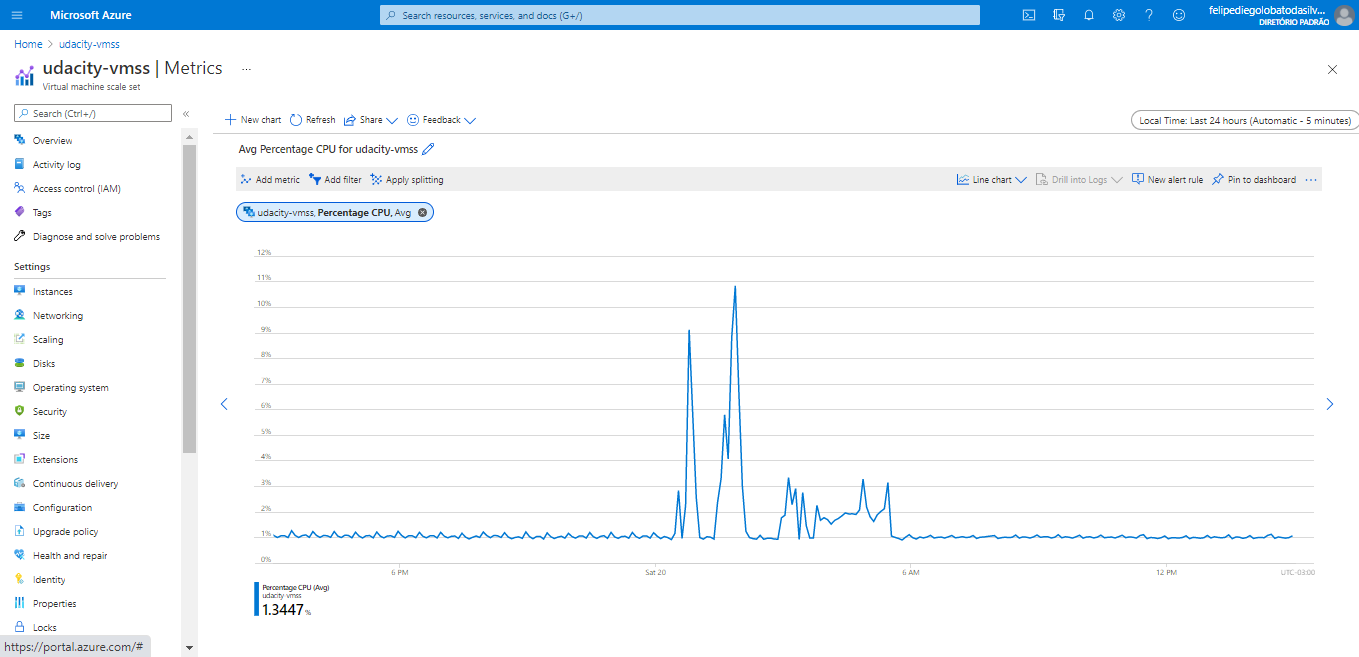 Microsoft Azure
Search resources, services, and docs (G+/)
felipediegolobatodasilv...
DIRETÓRIO PADRÃO
Home > udacity-vmss
udacity-vmss | Metrics ...
Virtual machine scale set
Search (Ctrl+/)
Overview
Activity log
Access control (IAM)
Tags
Diagnose and solve problems
Settings
Instances
Networking
Scaling
Disks
Operating system
Security
Size
Extensions
Continuous delivery
Configuration
Upgrade policy
Health and repair
Identity
Properties
Locks
https://portal.azure.com/#
New chart Refresh Share Feedback
Local Time: Last 24 hours (Automatic - 5 minutes)
Avg Percentage CPU for udacity-vmss
Add metric Add filter Apply splitting
Line chart Drill into Logs New alert rule Pin to dashboard ...
udacity-vmss, Percentage CPU, Avg
12%
11%
10%
9%
8%
7%
6%
5%
4%
3%
2%
1%
0%
6 PM Sat 20 6 AM 12 PM UTC-03:00
Percentage CPU (Avg)
udacity-vmss
1.3447 %